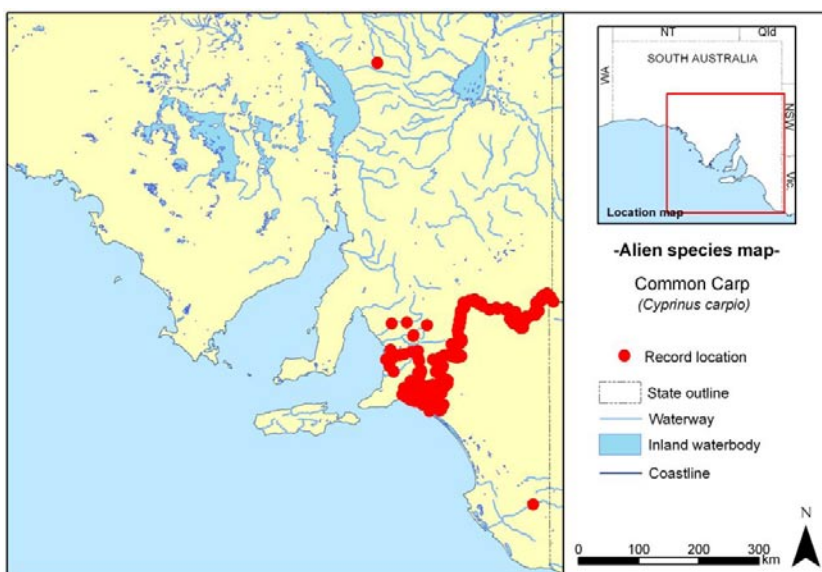 NT
Qld
SOUTH AUSTRALIA
WA
NSW
Vic.
Location map
-Alien species map-
Common Carp
(Cyprinus carpio)
Record location
State outline
Waterway
Inland waterbody
Coastline
N
0 100 200 300
km